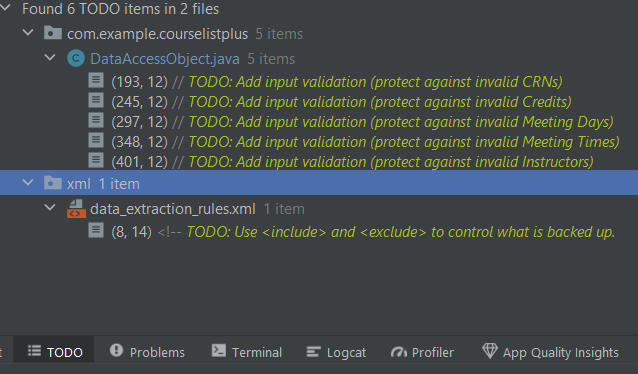 Found 6 TODO items in 2 files
com.example.courselistplus 5 items
DataAccessObject.java 5 items
(193, 12) // TODO: Add input validation (protect against invalid CRNs)
(245, 12) // TODO: Add input validation (protect against invalid Credits)
(297, 12) // TODO: Add input validation (protect against invalid Meeting Days)
(348, 12) // TODO: Add input validation (protect against invalid Meeting Times)
(401, 12) // TODO: Add input validation (protect against invalid Instructors)
xml 1 item
data_extraction_rules.xml 1 item
(8, 14) <!-- TODO: Use <include> and <exclude> to control what is backed up.
TODO Problems Terminal Logcat Profiler App Quality Insights